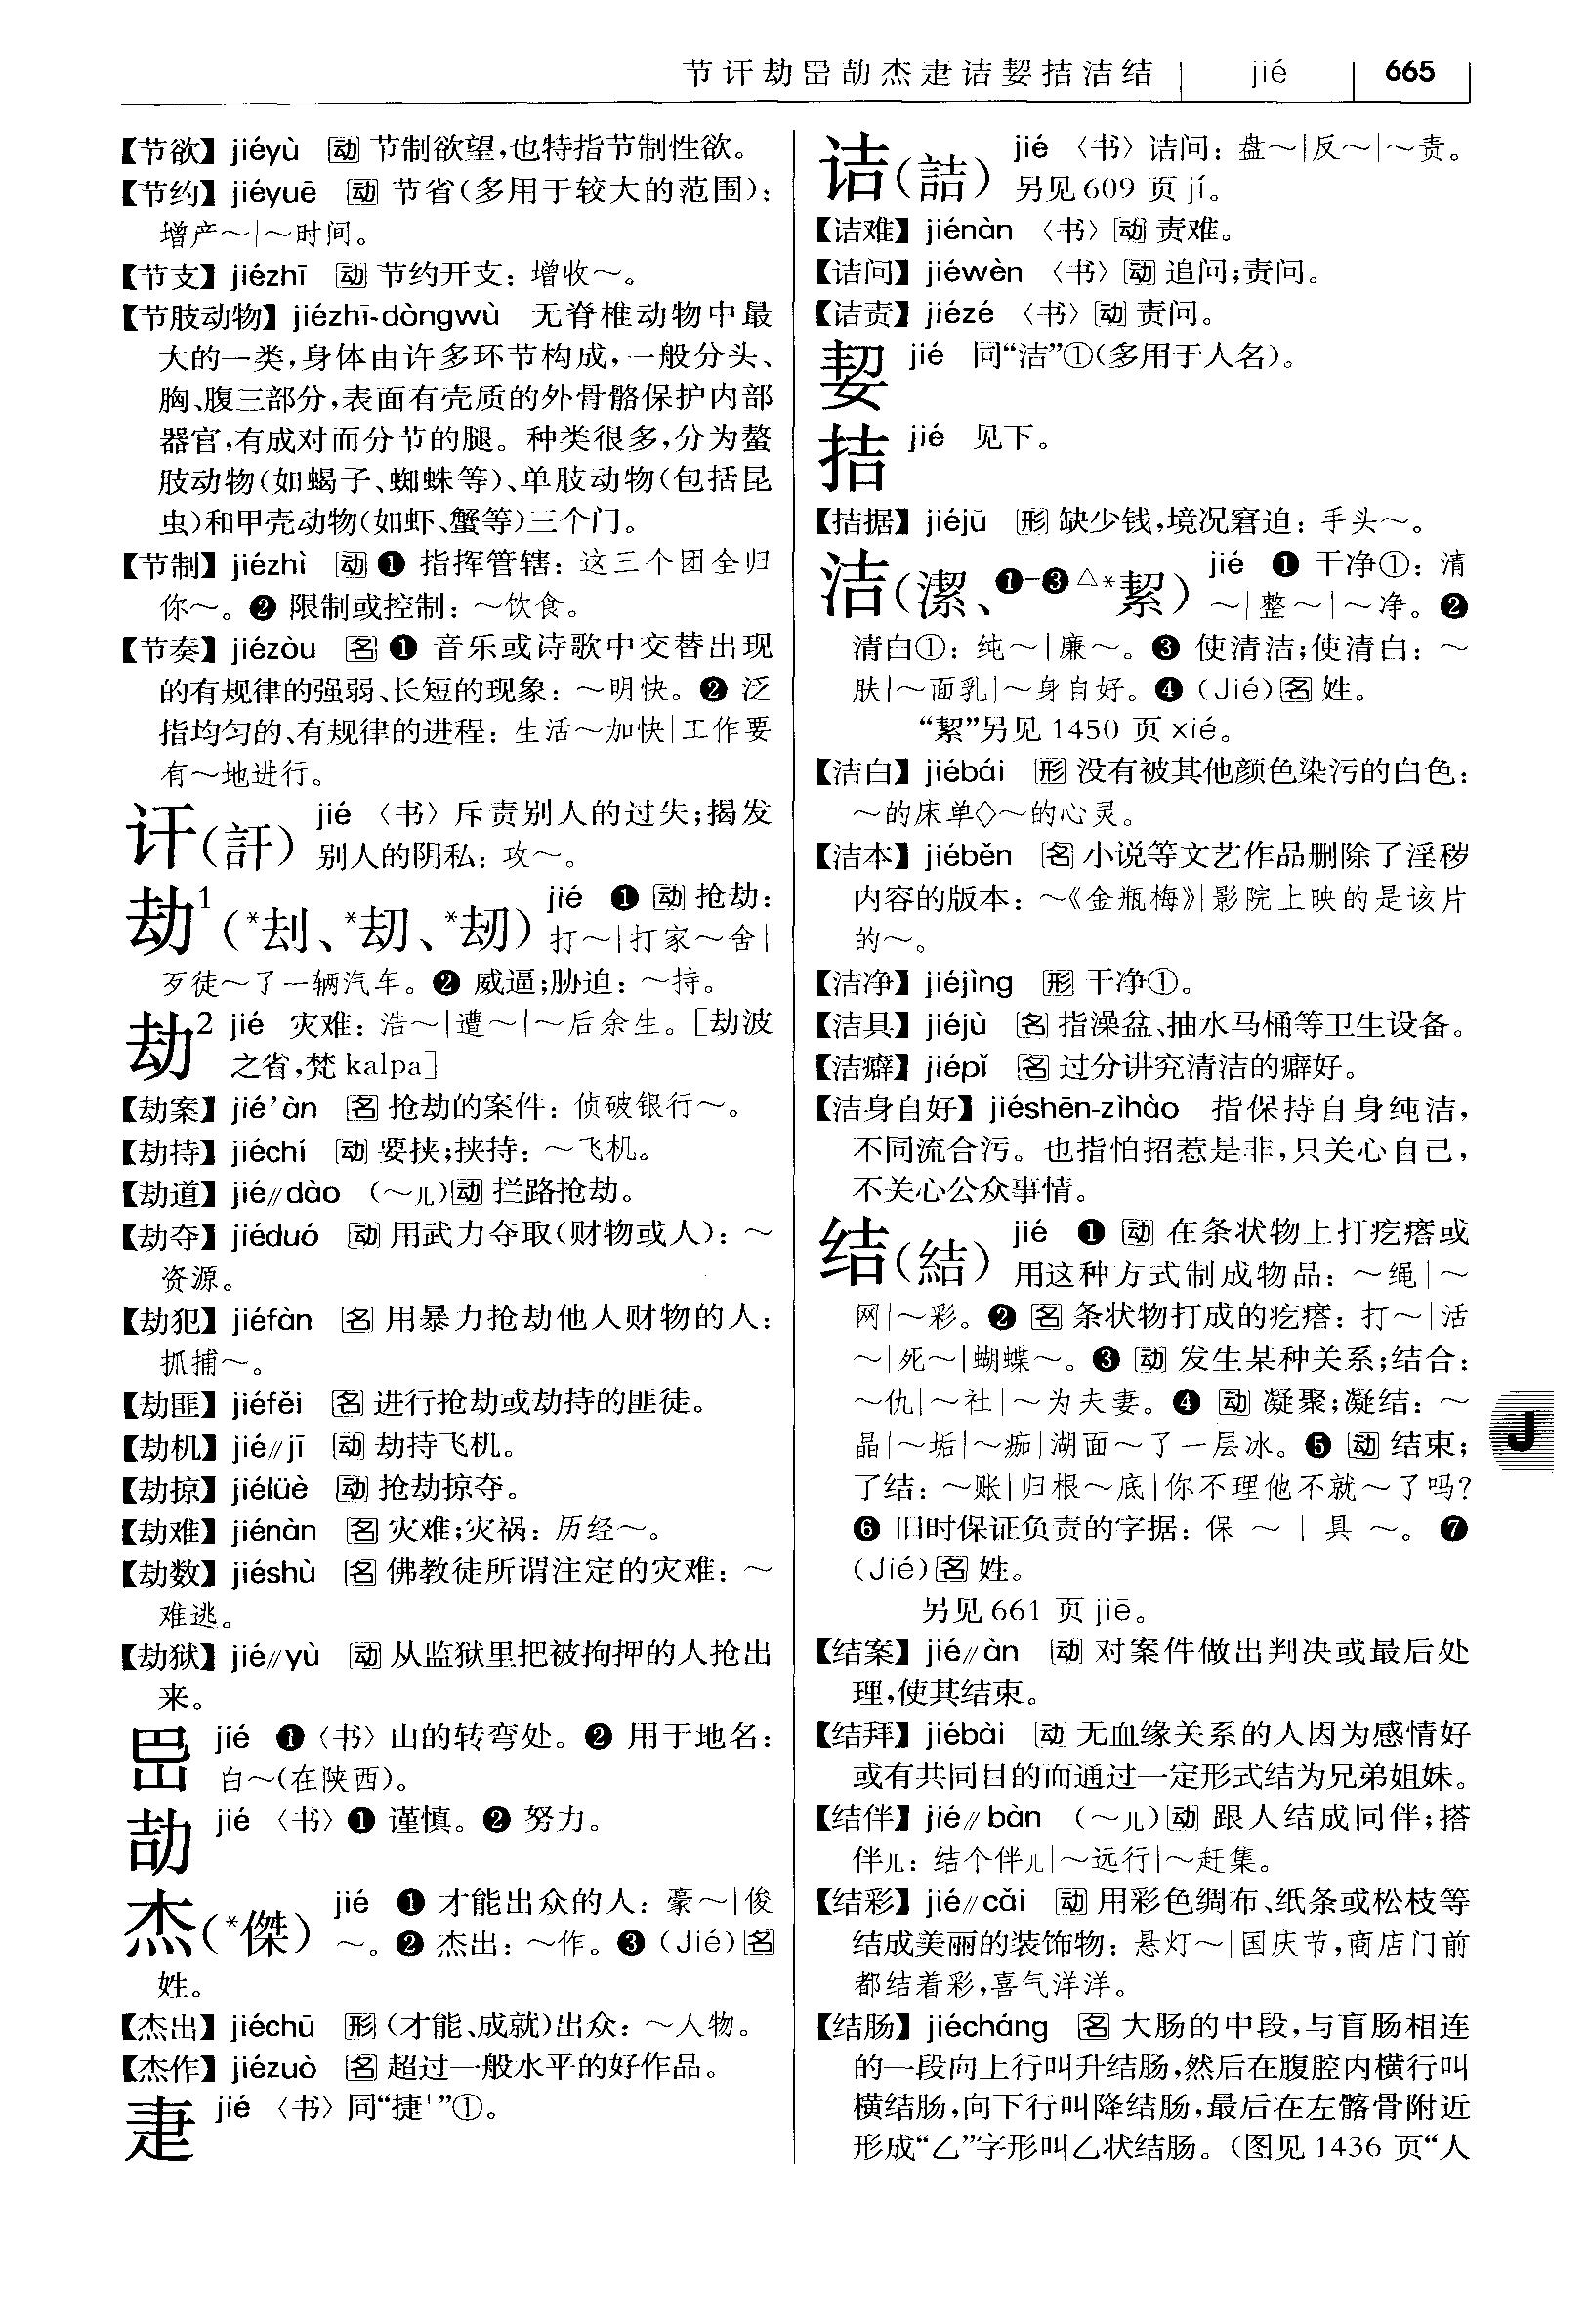 节讦劫岊劼杰疌诘㛃拮洁结 jié 665
【节欲】 jiéyù 动 节制欲望,也特指节制性欲。
【节约】 jiéyuē 动 节省(多用于较大的范围):
增产～|～时间。
【节支】 jiézhī 动 节约开支:增收～。
【节肢动物】 jiézhī-dòngwù 无脊椎动物中最
大的一类,身体由许多环节构成,一般分头、
胸、腹三部分,表面有壳质的外骨骼保护内部
器官,有成对而分节的腿。种类很多,分为螯
肢动物(如蝎子、蜘蛛等)、单肢动物(包括昆
虫)和甲壳动物(如虾、蟹等)三个门。
【节制】 jiézhì 动 ❶ 指挥管辖:这三个团全归
你～。❷ 限制或控制:～饮食。
【节奏】 jiézòu 名 ❶ 音乐或诗歌中交替出现
的有规律的强弱、长短的现象:～明快。❷ 泛
指均匀的、有规律的进程:生活～加快|工作要
有～地进行。
讦(訐) jié 〈书〉斥责别人的过失;揭发
别人的阴私:攻～。
劫¹(*刦、*刧、*刼) jié ❶ 动 抢劫:
打～|打家～舍|
歹徒～了一辆汽车。❷ 威逼;胁迫:～持。
劫² jié 灾难:浩～|遭～|～后余生。[劫波
之省,梵 kalpa]
【劫案】 jié'àn 名 抢劫的案件:侦破银行～。
【劫持】 jiéchí 动 要挟;挟持:～飞机。
【劫道】 jié//dào (～儿)动 拦路抢劫。
【劫夺】 jiéduó 动 用武力夺取(财物或人):～
资源。
【劫犯】 jiéfàn 名 用暴力抢劫他人财物的人:
抓捕～。
【劫匪】 jiéfěi 名 进行抢劫或劫持的匪徒。
【劫机】 jié//jī 动 劫持飞机。
【劫掠】 jiélüè 动 抢劫掠夺。
【劫难】 jiénàn 名 灾难;灾祸:历经～。
【劫数】 jiéshù 名 佛教徒所谓注定的灾难:～
难逃。
【劫狱】 jié//yù 动 从监狱里把被拘押的人抢出
来。
岊 jié ❶〈书〉山的转弯处。❷ 用于地名:
白～(在陕西)。
劼 jié 〈书〉❶ 谨慎。❷ 努力。
杰(*傑) jié ❶ 才能出众的人:豪～|俊
～。❷ 杰出:～作。❸ (Jié)名
姓。
【杰出】 jiéchū 形 (才能、成就)出众:～人物。
【杰作】 jiézuò 名 超过一般水平的好作品。
疌 jié 〈书〉同“捷¹”①。
诘(詰) jié 〈书〉诘问:盘～|反～|～责。
另见 609 页 jí。
【诘难】 jiénàn 〈书〉动 责难。
【诘问】 jiéwèn 〈书〉动 追问;责问。
【诘责】 jiézé 〈书〉动 责问。
㛃 jié 同“洁”①(多用于人名)。
拮 jié 见下。
【拮据】 jiéjū 形 缺少钱,境况窘迫:手头～。
洁(潔、❶-❸△*絜) jié ❶ 干净①:清
～|整～|～净。❷
清白①:纯～|廉～。❸ 使清洁;使清白:～
肤|～面乳|～身自好。❹ (Jié)名 姓。
“絜”另见 1450 页 xié。
【洁白】 jiébái 形 没有被其他颜色染污的白色:
～的床单◇～的心灵。
【洁本】 jiéběn 名 小说等文艺作品删除了淫秽
内容的版本:～《金瓶梅》|影院上映的是该片
的～。
【洁净】 jiéjìng 形 干净①。
【洁具】 jiéjù 名 指澡盆、抽水马桶等卫生设备。
【洁癖】 jiépǐ 名 过分讲究清洁的癖好。
【洁身自好】 jiéshēn-zìhào 指保持自身纯洁,
不同流合污。也指怕招惹是非,只关心自己,
不关心公众事情。
结(結) jié ❶ 动 在条状物上打疙瘩或
用这种方式制成物品:～绳|～
网|～彩。❷ 名 条状物打成的疙瘩:打～|活
～|死～|蝴蝶～。❸ 动 发生某种关系;结合:
～仇|～社|～为夫妻。❹ 动 凝聚;凝结:～
晶|～垢|～痂|湖面～了一层冰。❺ 动 结束;
了结:～账|归根～底|你不理他不就～了吗?
❻ 旧时保证负责的字据:保～|具～。❼
(Jié)名 姓。
另见 661 页 jiē。
J
【结案】 jié//àn 动 对案件做出判决或最后处
理,使其结束。
【结拜】 jiébài 动 无血缘关系的人因为感情好
或有共同目的而通过一定形式结为兄弟姐妹。
【结伴】 jié//bàn (～儿)动 跟人结成同伴;搭
伴儿:结个伴儿|～远行|～赶集。
【结彩】 jié//cǎi 动 用彩色绸布、纸条或松枝等
结成美丽的装饰物:悬灯～|国庆节,商店门前
都结着彩,喜气洋洋。
【结肠】 jiécháng 名 大肠的中段,与盲肠相连
的一段向上行叫升结肠,然后在腹腔内横行叫
横结肠,向下行叫降结肠,最后在左髂骨附近
形成“乙”字形叫乙状结肠。(图见 1436 页“人